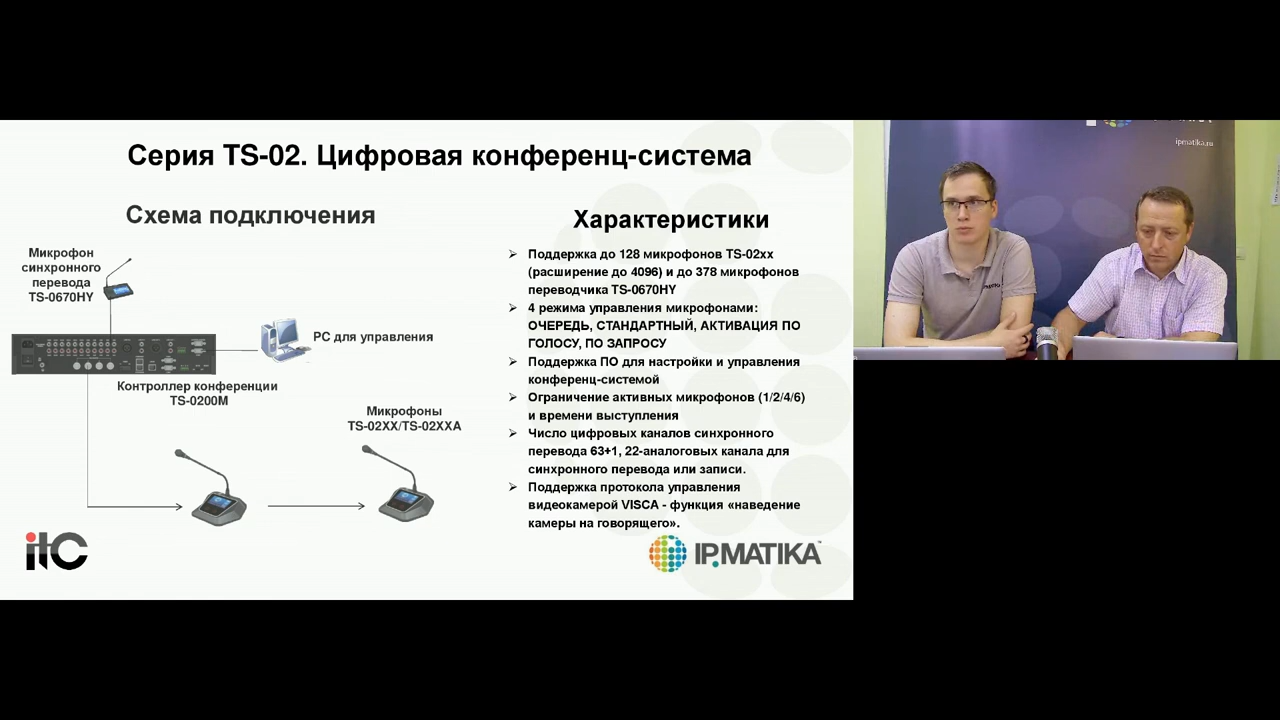 Серия TS-02. Цифровая конференц-система
Схема подключения
Микрофон
синхронного
перевода
TS-0670HY
PC для управления
Контроллер конференции
TS-0200M
Микрофоны
TS-02XX/TS-02XXA
itc
Характеристики
Поддержка до 128 микрофонов TS-02xx
(расширение до 4096) и до 378 микрофонов
переводчика TS-0670HY
4 режима управления микрофонами:
ОЧЕРЕДЬ, СТАНДАРТНЫЙ, АКТИВАЦИЯ ПО
ГОЛОСУ, ПО ЗАПРОСУ
Поддержка ПО для настройки и управления
конференц-системой
Ограничение активных микрофонов (1/2/4/6)
и времени выступления
Число цифровых каналов синхронного
перевода 63+1, 22-аналоговых канала для
синхронного перевода или записи.
Поддержка протокола управления
видеокамерой VISCA - функция «наведение
камеры на говорящего».
IP.MATIKA™
ipmatika.ru